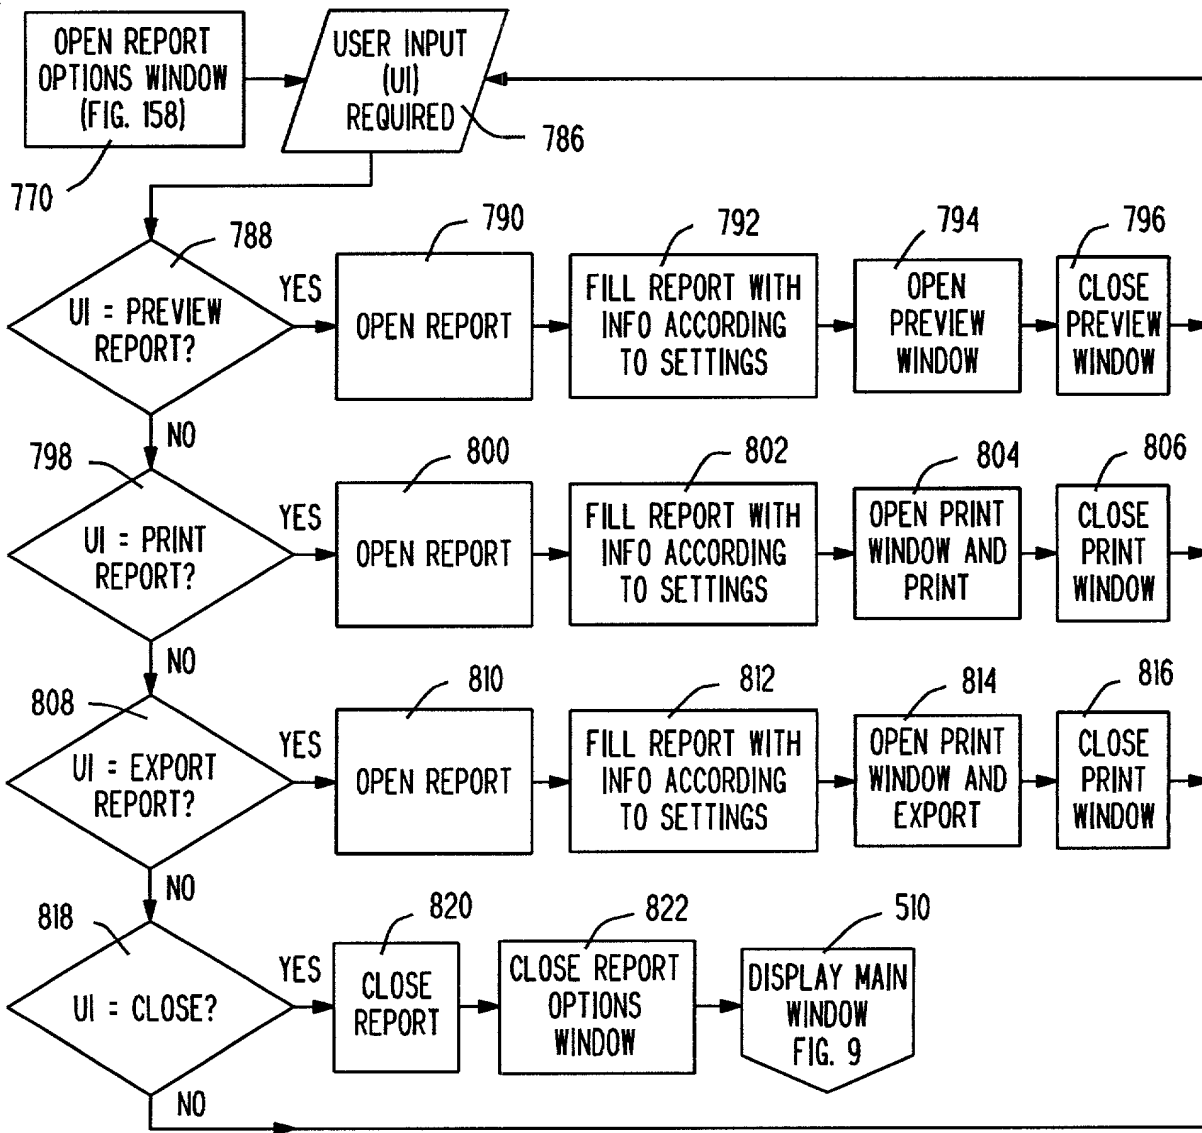 OPEN REPORT
OPTIONS WINDOW
(FIG. 158)
770
USER INPUT
(UI)
REQUIRED
786
788
UI = PREVIEW
REPORT?
YES
790
OPEN REPORT
792
FILL REPORT WITH
INFO ACCORDING
TO SETTINGS
794
OPEN
PREVIEW
WINDOW
796
CLOSE
PREVIEW
WINDOW
NO
798
UI = PRINT
REPORT?
YES
800
OPEN REPORT
802
FILL REPORT WITH
INFO ACCORDING
TO SETTINGS
804
OPEN PRINT
WINDOW AND
PRINT
806
CLOSE
PRINT
WINDOW
NO
808
UI = EXPORT
REPORT?
YES
810
OPEN REPORT
812
FILL REPORT WITH
INFO ACCORDING
TO SETTINGS
814
OPEN PRINT
WINDOW AND
EXPORT
816
CLOSE
PRINT
WINDOW
NO
818
UI = CLOSE?
YES
820
CLOSE
REPORT
822
CLOSE REPORT
OPTIONS
WINDOW
510
DISPLAY MAIN
WINDOW
FIG. 9
NO